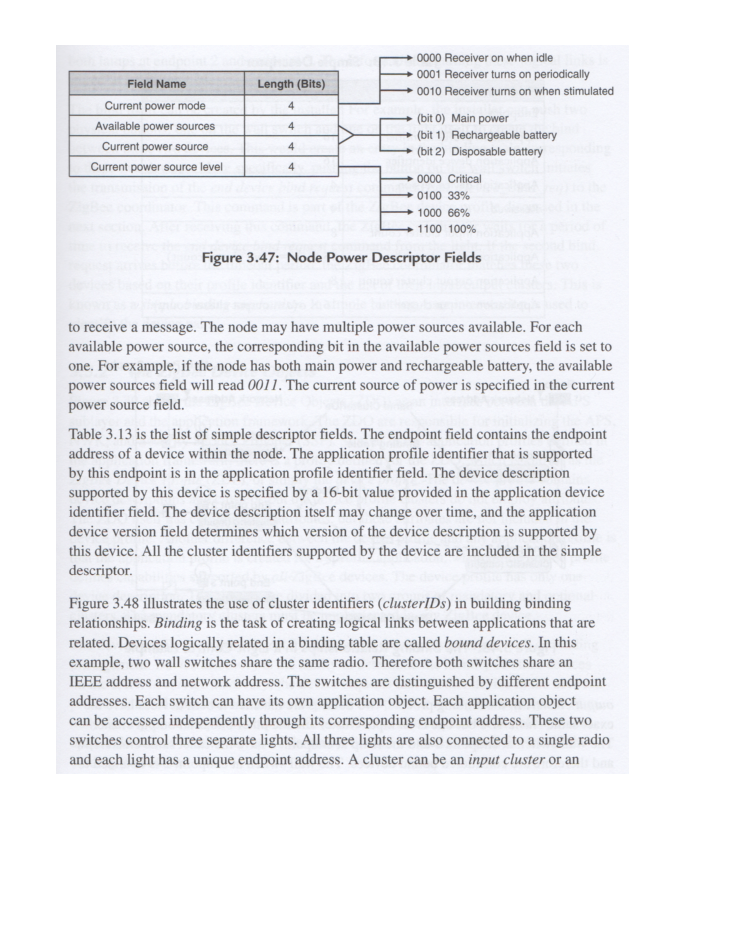 0000 Receiver on when idle
0001 Receiver turns on periodically
0010 Receiver turns on when stimulated
Field Name Length (Bits)
Current power mode 4
Available power sources 4
Current power source 4
Current power source level 4
(bit 0) Main power
(bit 1) Rechargeable battery
(bit 2) Disposable battery
0000 Critical
0100 33%
1000 66%
1100 100%
Figure 3.47: Node Power Descriptor Fields
to receive a message. The node may have multiple power sources available. For each
available power source, the corresponding bit in the available power sources field is set to
one. For example, if the node has both main power and rechargeable battery, the available
power sources field will read 0011. The current source of power is specified in the current
power source field.
Table 3.13 is the list of simple descriptor fields. The endpoint field contains the endpoint
address of a device within the node. The application profile identifier that is supported
by this endpoint is in the application profile identifier field. The device description
supported by this device is specified by a 16-bit value provided in the application device
identifier field. The device description itself may change over time, and the application
device version field determines which version of the device description is supported by
this device. All the cluster identifiers supported by the device are included in the simple
descriptor.
Figure 3.48 illustrates the use of cluster identifiers (clusterIDs) in building binding
relationships. Binding is the task of creating logical links between applications that are
related. Devices logically related in a binding table are called bound devices. In this
example, two wall switches share the same radio. Therefore both switches share an
IEEE address and network address. The switches are distinguished by different endpoint
addresses. Each switch can have its own application object. Each application object
can be accessed independently through its corresponding endpoint address. These two
switches control three separate lights. All three lights are also connected to a single radio
and each light has a unique endpoint address. A cluster can be an input cluster or an